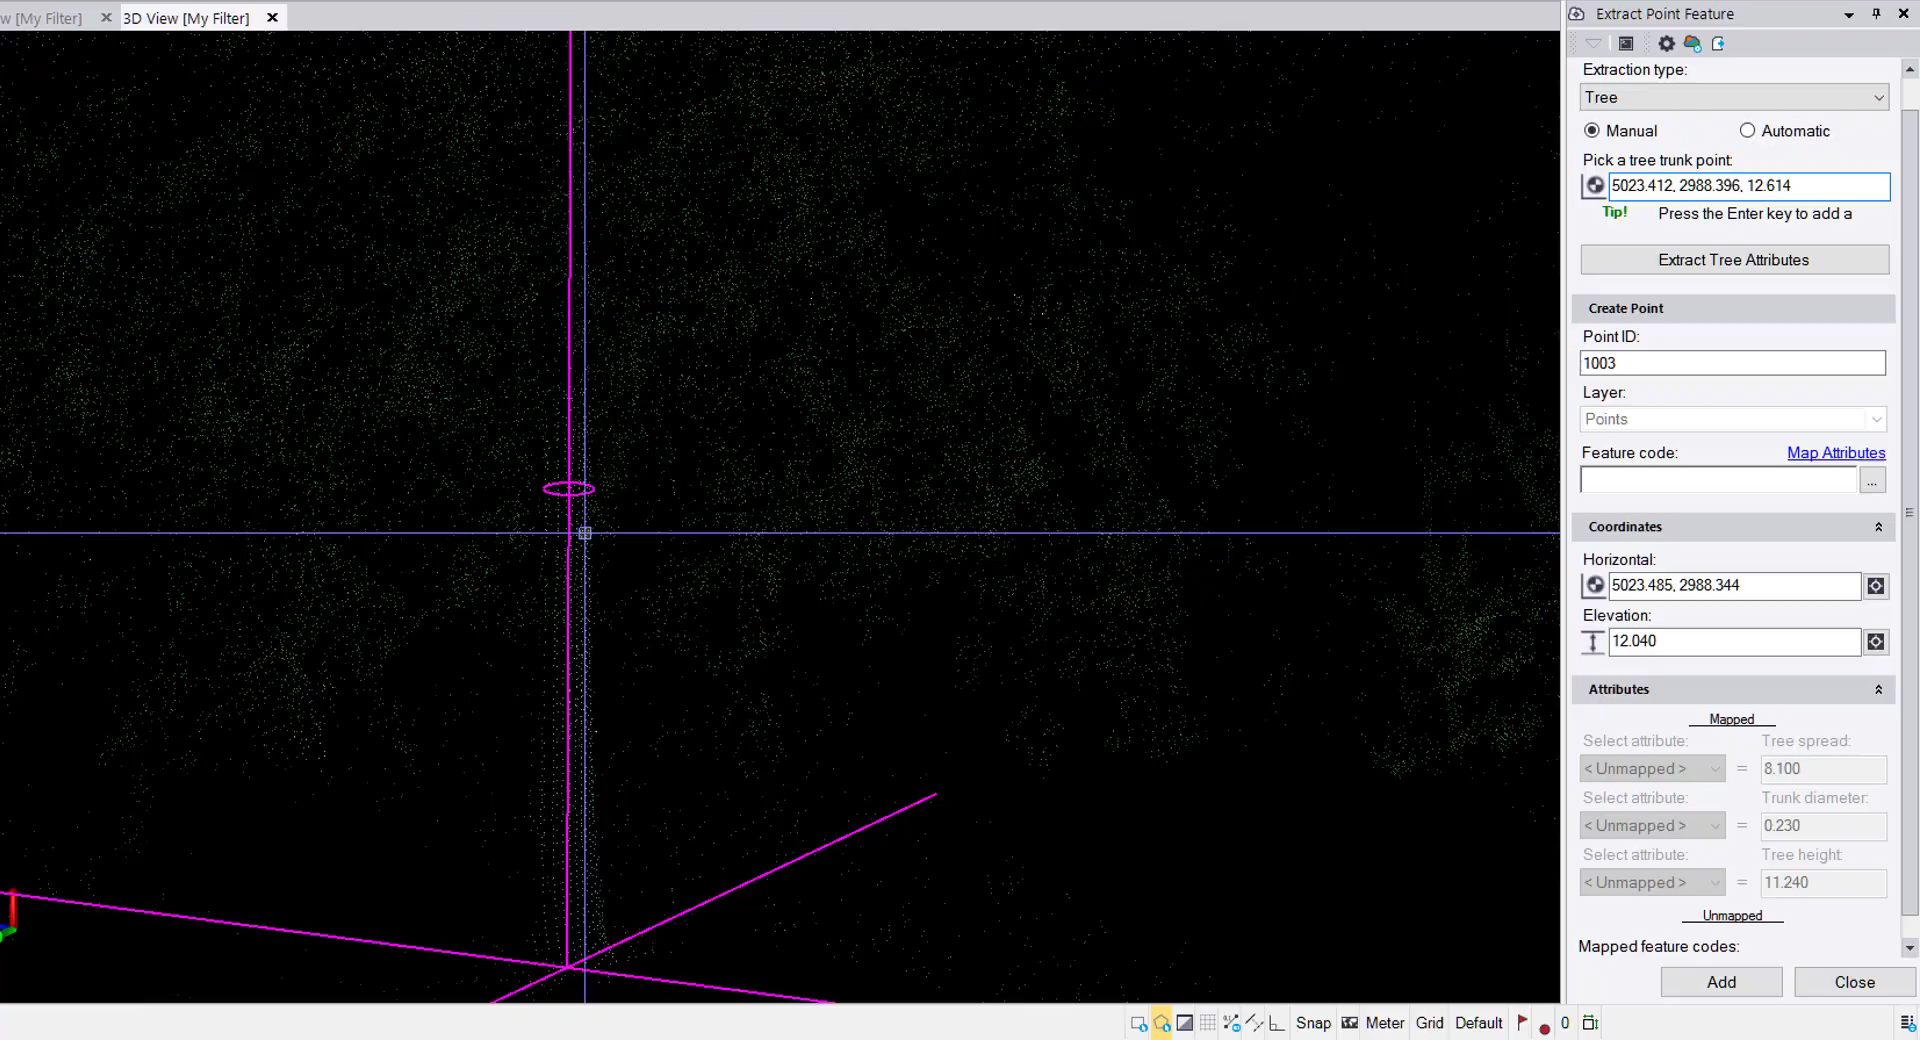 w [My Filter]
3D View [My Filter]
Extract Point Feature
Extraction type:
Tree
Manual
Automatic
Pick a tree trunk point:
5023.412, 2988.396, 12.614
Tip! Press the Enter key to add a
Extract Tree Attributes
Create Point
Point ID:
1003
Layer:
Points
Feature code:
Map Attributes
...
Coordinates
Horizontal:
5023.485, 2988.344
Elevation:
12.040
Attributes
Mapped
Select attribute: Tree spread:
< Unmapped > = 8.100
Select attribute: Trunk diameter:
< Unmapped > = 0.230
Select attribute: Tree height:
< Unmapped > = 11.240
Unmapped
Mapped feature codes:
Add
Close
Snap Meter Grid Default 0